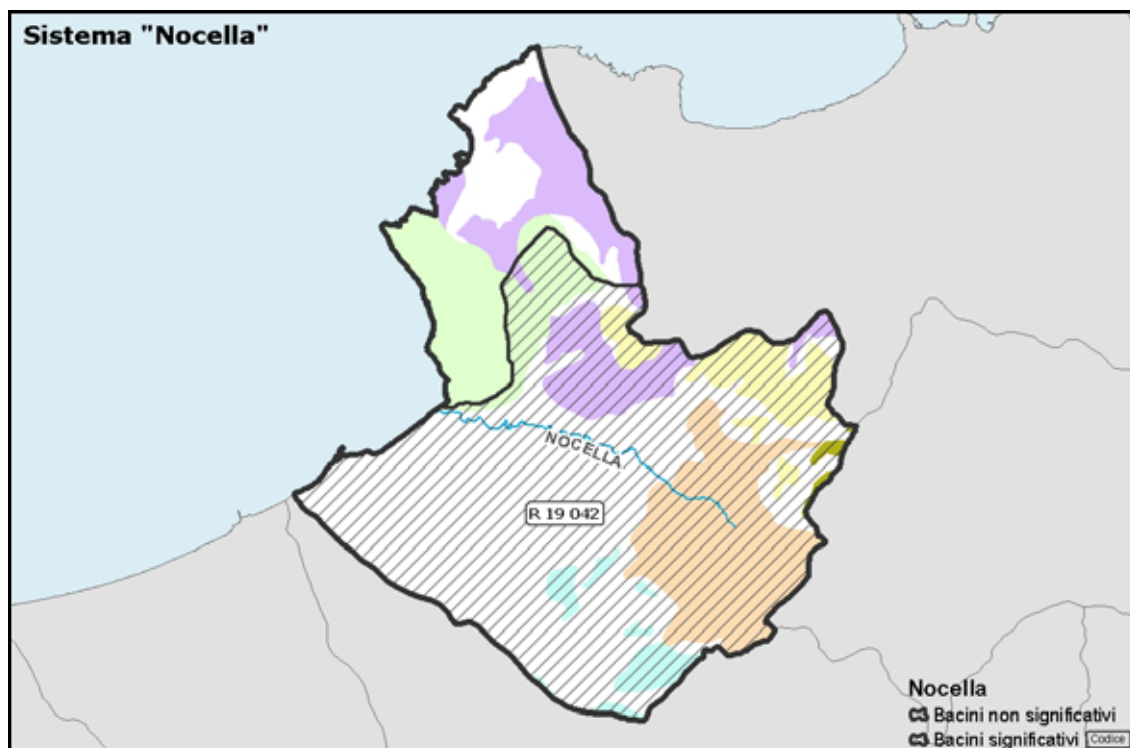 Sistema "Nocella"
NOCELLA
R 19 042
Nocella
Bacini non significativi
Bacini significativi Codice